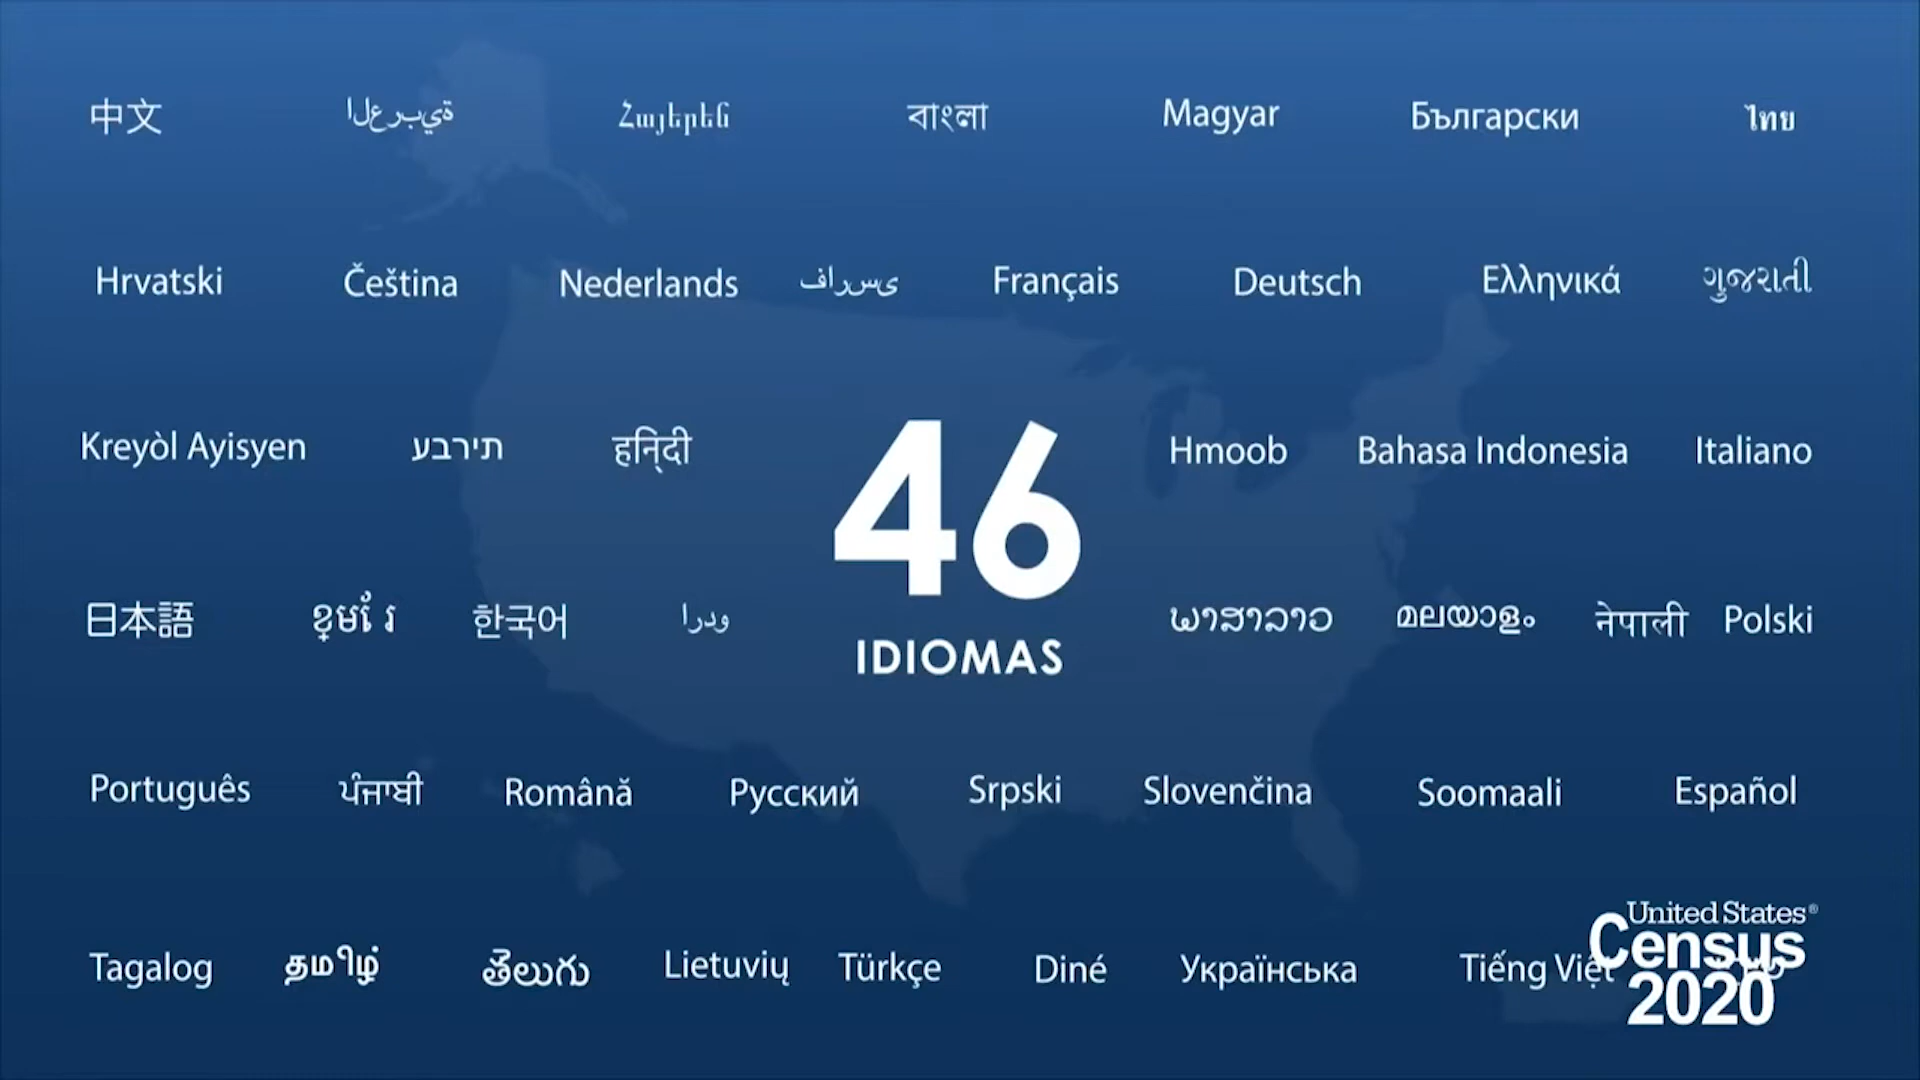 中文 العربية Հայերեն বাংলা Magyar Български ไทย
Hrvatski Čeština Nederlands فارسی Français Deutsch Ελληνικά ગુજરાતી
Kreyòl Ayisyen עברית हिन्दी Hmoob Bahasa Indonesia Italiano
46
日本語 ខ្មែរ 한국어 اردو ພາສາລາວ മലയാളം नेपाली Polski
IDIOMAS
Português ਪੰਜਾਬੀ Română Русский Srpski Slovenčina Soomaali Español
Tagalog தமிழ் తెలుగు Lietuvių Türkçe Diné Українська Tiếng Việt
United States®
Census
2020